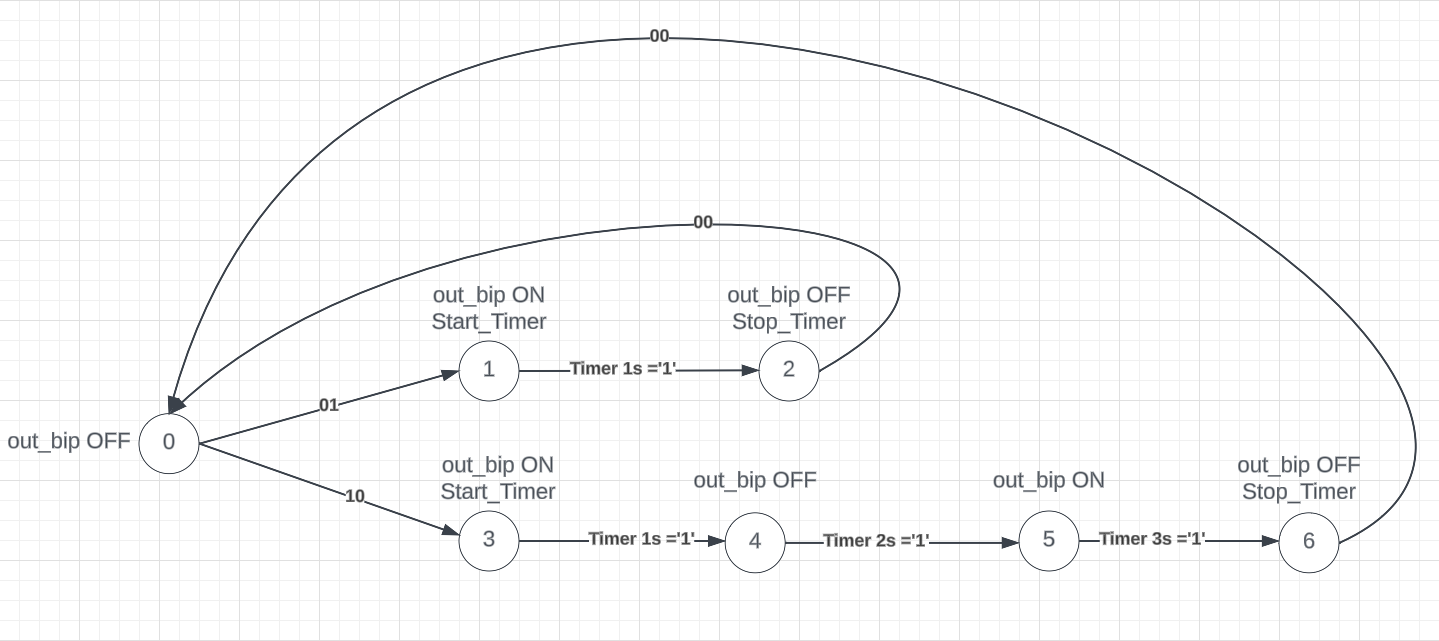 00
00
out_bip ON
Start_Timer
out_bip OFF
Stop_Timer
1
Timer 1s ='1'
2
01
out_bip OFF
0
10
out_bip ON
Start_Timer
out_bip OFF
out_bip ON
out_bip OFF
Stop_Timer
3
Timer 1s ='1'
4
Timer 2s ='1'
5
Timer 3s ='1'
6